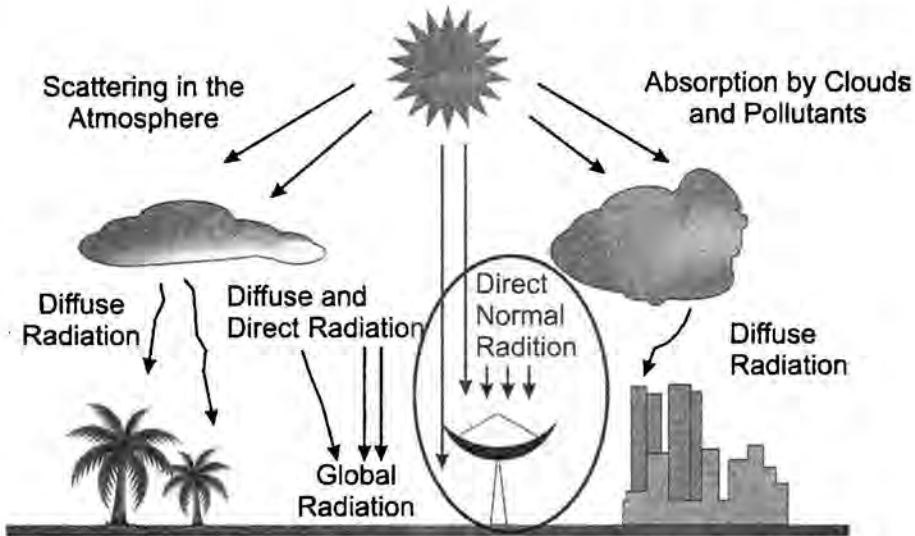 Scattering in the
Atmosphere
Absorption by Clouds
and Pollutants
Diffuse
Radiation
Diffuse and
Direct Radiation
Direct
Normal
Radition
Diffuse
Radiation
Global
Radiation